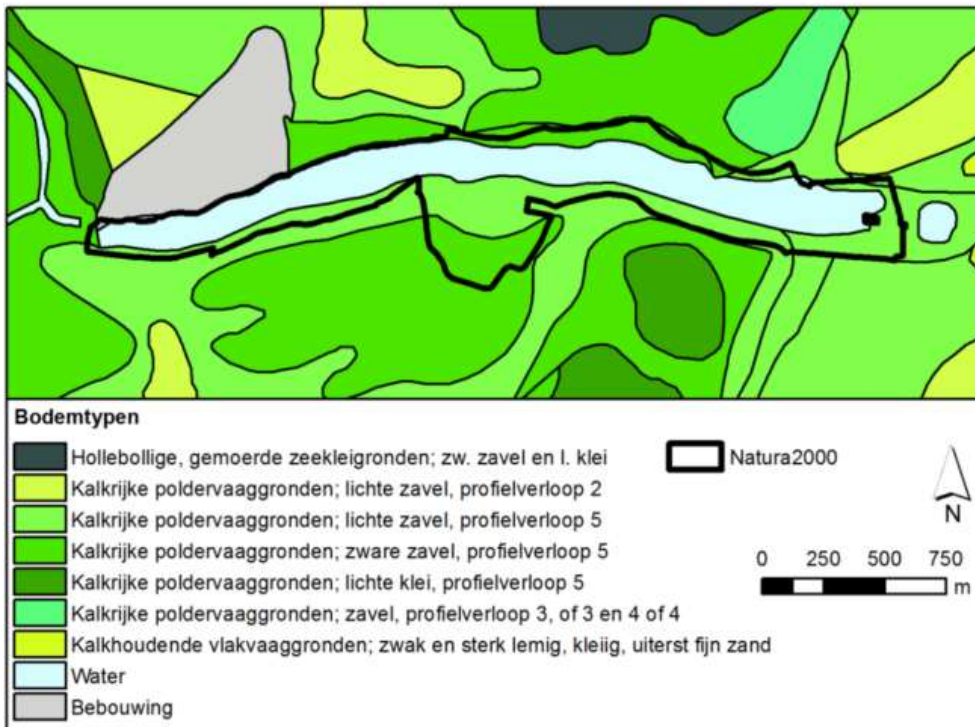 Bodemtypen
Hollebollige, gemoerde zeekleigronden; zw. zavel en l. klei
Kalkrijke poldervaaggronden; lichte zavel, profielverloop 2
Kalkrijke poldervaaggronden; lichte zavel, profielverloop 5
Kalkrijke poldervaaggronden; zware zavel, profielverloop 5
Kalkrijke poldervaaggronden; lichte klei, profielverloop 5
Kalkrijke poldervaaggronden; zavel, profielverloop 3, of 3 en 4 of 4
Kalkhoudende vlakvaaggronden; zwak en sterk lemig, kleiig, uiterst fijn zand
Water
Bebouwing
Natura2000
N
0 250 500 750
m